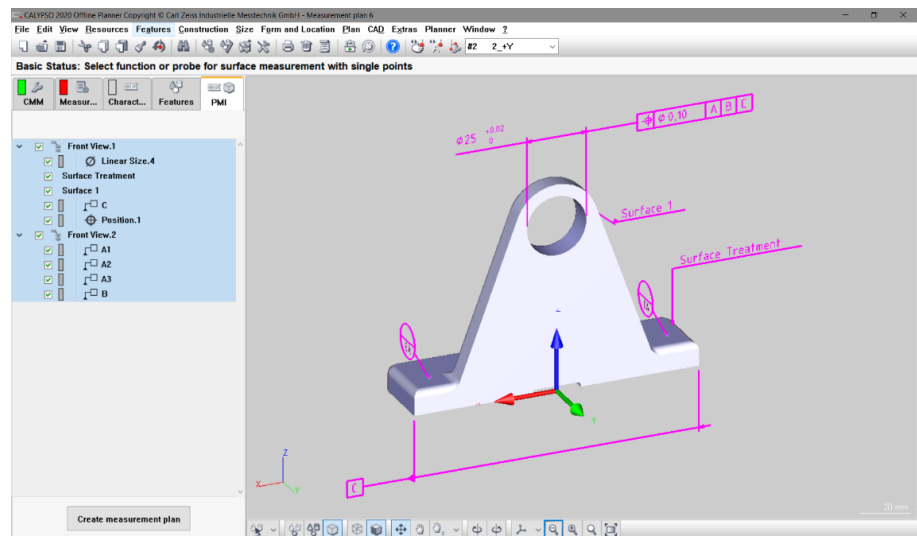 CALYPSO 2020 Offline Planner Copyright © Carl Zeiss Industrielle Messtechnik GmbH - Measurement plan 6
File Edit View Resources Features Construction Size Form and Location Plan CAD Extras Planner Window ?
#2 2_+Y
Basic Status: Select function or probe for surface measurement with single points
CMM Measur... Charact... Features PMI
Front View.1
Linear Size.4
Surface Treatment
Surface 1
C
Position.1
Front View.2
A1
A2
A3
B
Create measurement plan
⌀25 +0.02 0
⌀ 0,10 A B C
Surface 1
Surface Treatment
C
Z
X
Y
Y
20 mm